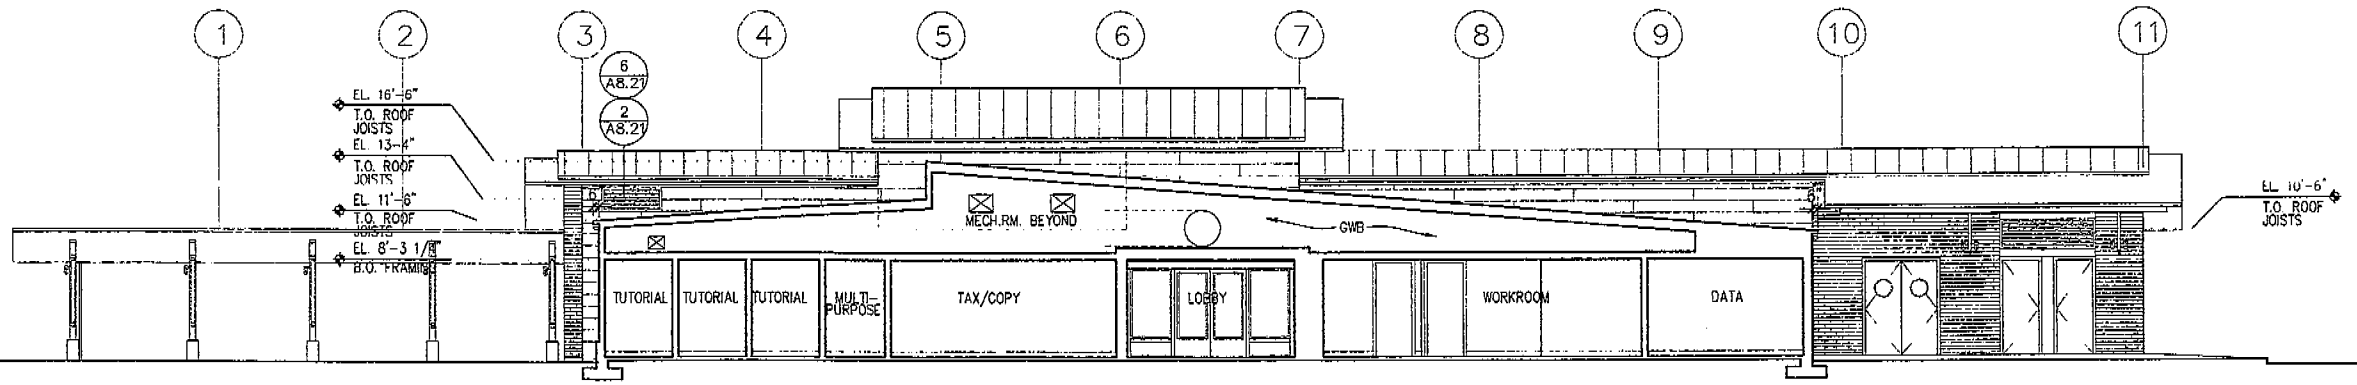 1
2
3
4
5
6
7
8
9
10
11
6
A8.21
2
A8.21
EL. 16'-6"
T.O. ROOF
JOISTS
EL. 13'-4"
T.O. ROOF
JOISTS
EL. 11'-6"
T.O. ROOF
JOISTS
EL. 8'-3 1/
B.O. FRAMING
EL. 10'-6"
T.O. ROOF
JOISTS
6
6
MECH.RM. BEYOND
GWB
TUTORIAL
TUTORIAL
TUTORIAL
MULTI-
PURPOSE
TAX/COPY
LOBBY
WORKROOM
DATA